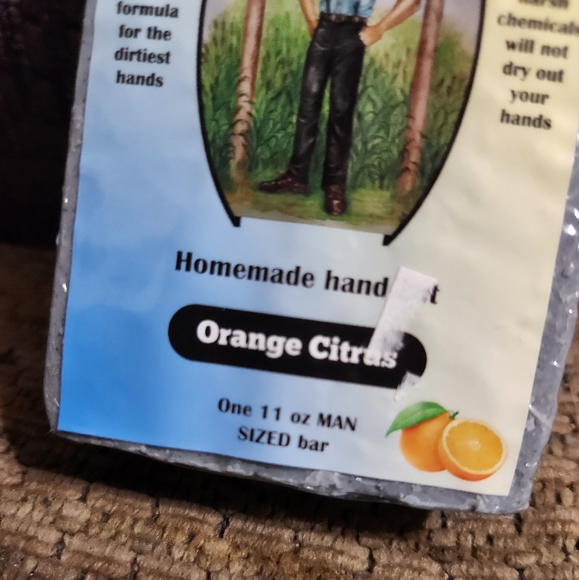 formula
for the
dirtiest
hands
chemicals
will not
dry out
your
hands
Homemade hand
Orange Citrus
One 11 oz MAN
SIZED bar